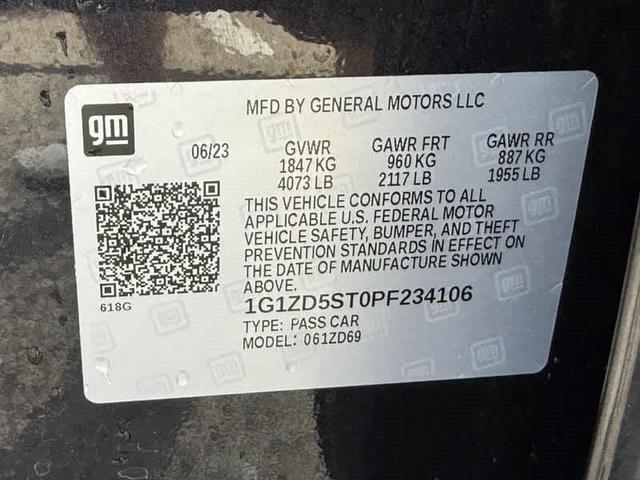 gm
MFD BY GENERAL MOTORS LLC
06/23 GVWR GAWR FRT GAWR RR
1847 KG 960 KG 887 KG
4073 LB 2117 LB 1955 LB
THIS VEHICLE CONFORMS TO ALL
APPLICABLE U.S. FEDERAL MOTOR
VEHICLE SAFETY, BUMPER, AND THEFT
PREVENTION STANDARDS IN EFFECT ON
THE DATE OF MANUFACTURE SHOWN
ABOVE.
618G
1G1ZD5ST0PF234106
TYPE: PASS CAR
MODEL: 061ZD69